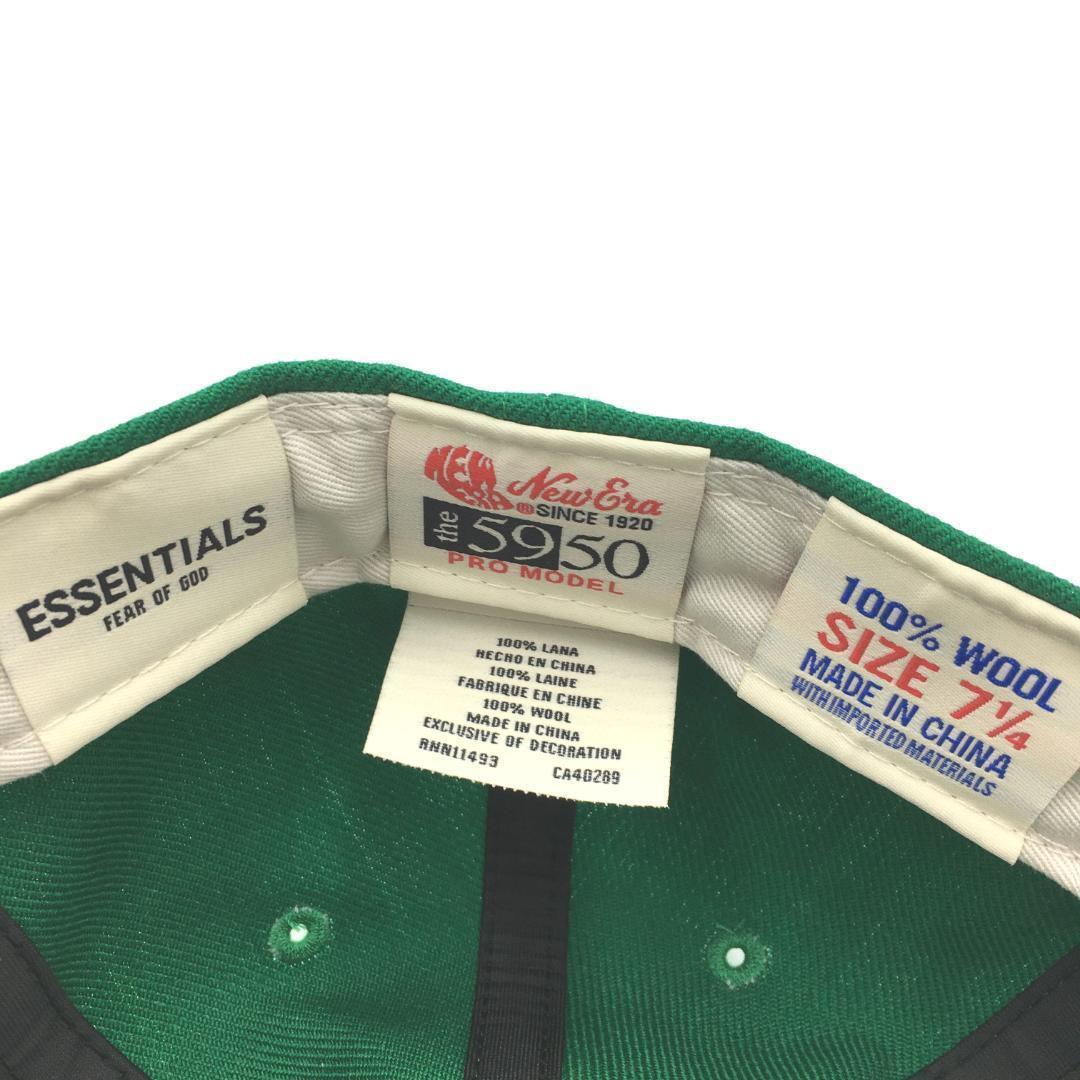 ESSENTIALS
FEAR OF GOD
NEW ERA
New Era
® SINCE 1920
the 5950
PRO MODEL
100% LANA
HECHO EN CHINA
100% LAINE
FABRIQUE EN CHINE
100% WOOL
MADE IN CHINA
EXCLUSIVE OF DECORATION
RNN11493 CA40289
100% WOOL
SIZE 7¼
MADE IN CHINA
WITH IMPORTED MATERIALS